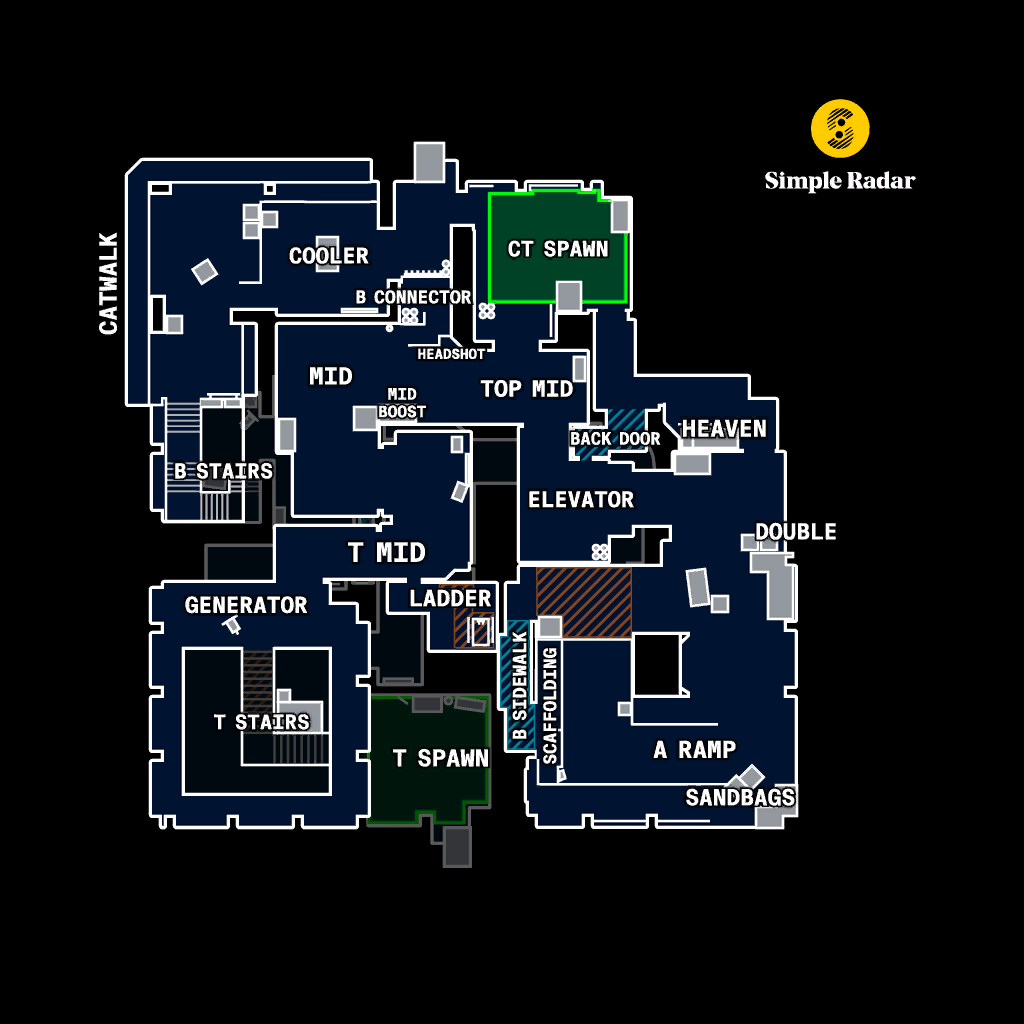 Simple Radar
CATWALK
COOLER
CT SPAWN
B CONNECTOR
HEADSHOT
MID
TOP MID
MID
BOOST
BACK DOOR
HEAVEN
B STAIRS
ELEVATOR
DOUBLE
T MID
GENERATOR
LADDER
B SIDEWALK
SCAFFOLDING
T STAIRS
T SPAWN
A RAMP
SANDBAGS